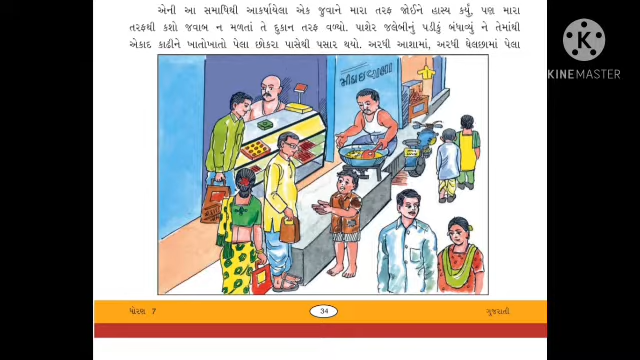 એની આ સમાધિથી આકર્ષાયેલા એક જુવાને મારા તરફ જોઈને હાસ્ય કર્યું, પણ મારા
તરફથી કશો જવાબ ન મળતાં તે દુકાન તરફ વળ્યો. પાશેર જલેબીનું પડીકું બંધાવ્યું ને તેમાંથી
એકાદ કાઢીને ખાતોખાતો પેલા છોકરા પાસેથી પસાર થયો. અરધી આશામાં, અરધી ઘેલછામાં પેલા
KINEMASTER
ધોરણ 7
34
ગુજરાતી